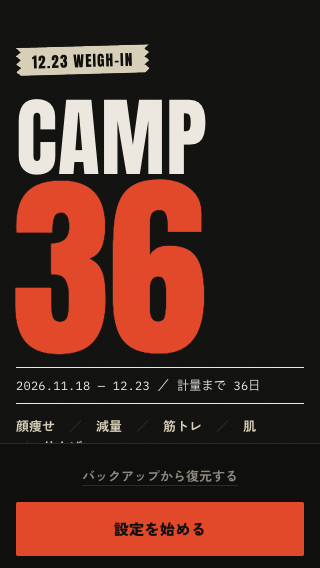 12.23 WEIGH-IN
CAMP
36
2026.11.18 — 12.23 ／ 計量まで 36日
顔痩せ ／ 減量 ／ 筋トレ ／ 肌
バックアップから復元する
設定を始める